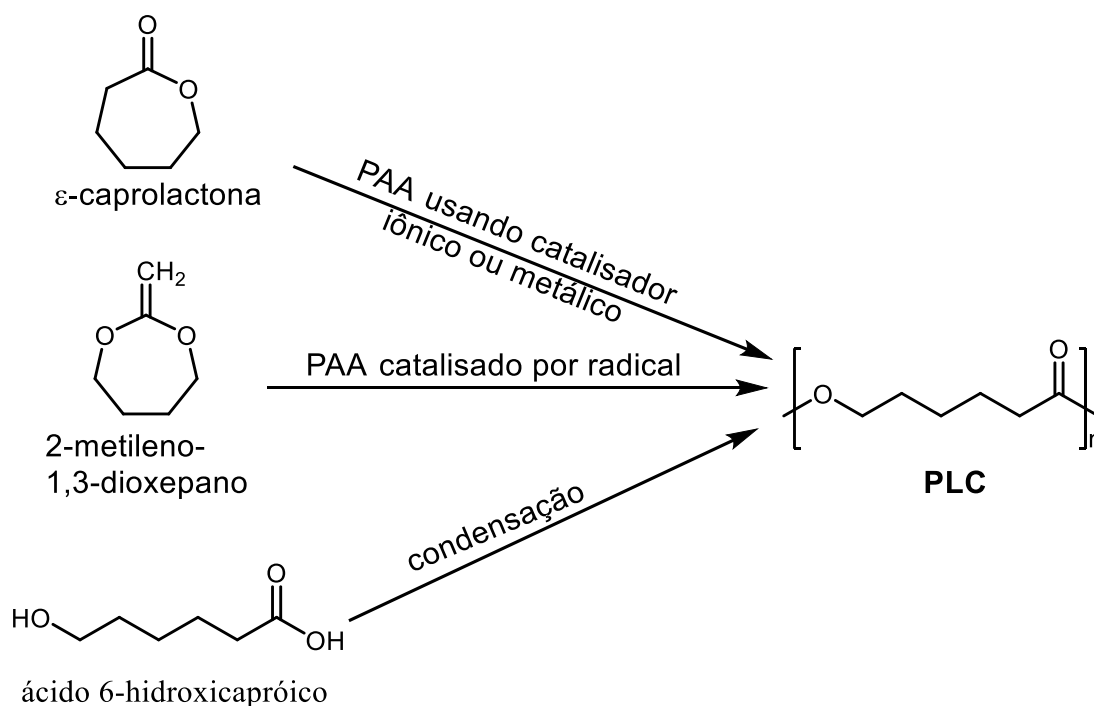 O
O
ε-caprolactona
PAA usando catalisador
iônico ou metálico
CH₂
O O
2-metileno-
1,3-dioxepano
PAA catalisado por radical
O
O
n
PLC
condensação
O
HO
OH
ácido 6-hidroxicapróico